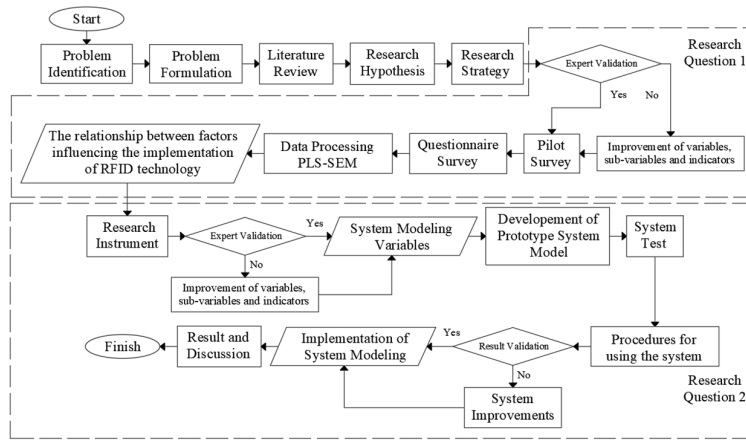 Start
Problem
Identification
Problem
Formulation
Literature
Review
Research
Hypothesis
Research
Strategy
Expert Validation
Research
Question 1
Yes
No
Improvement of variables,
sub-variables and indicators
Pilot
Survey
Questionnaire
Survey
Data Processing
PLS-SEM
The relationship between factors
influencing the implementation
of RFID technology
Research
Instrument
Expert Validation
Yes
No
Improvement of variables,
sub-variables and indicators
System Modeling
Variables
Developement of
Prototype System
Model
System
Test
Procedures for
using the system
Result Validation
Yes
No
System
Improvements
Implementation of
System Modeling
Result and
Discussion
Finish
Research
Question 2